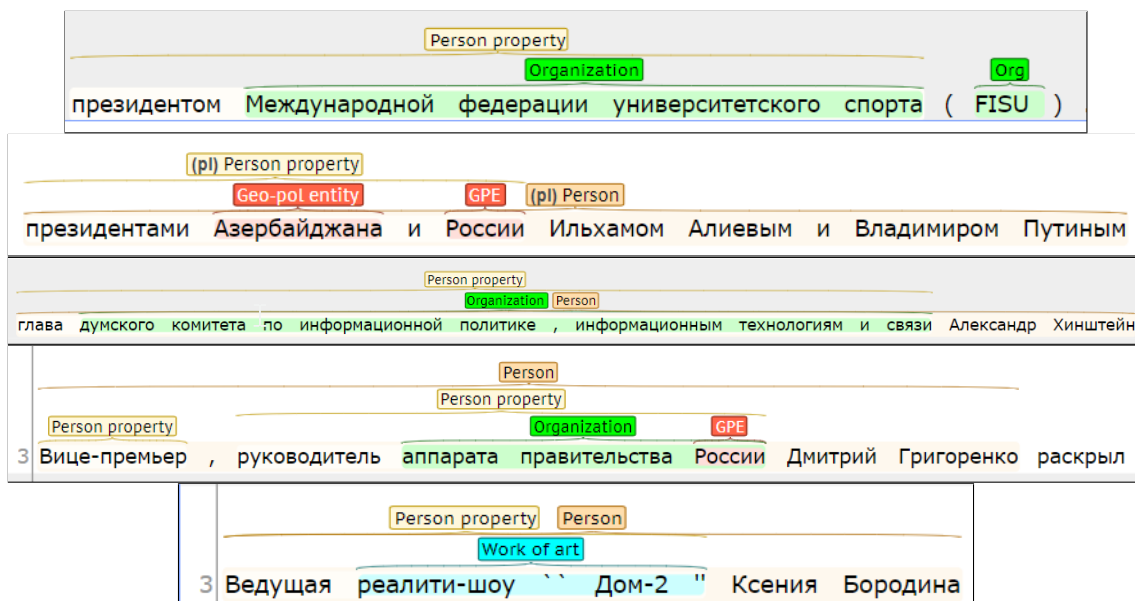 Person property
Organization Org
президентом Международной федерации университетского спорта ( FISU )
(pl) Person property
Geo-pol entity GPE (pl) Person
президентами Азербайджана и России Ильхамом Алиевым и Владимиром Путиным
Person property
Organization Person
глава думского комитета по информационной политике , информационным технологиям и связи Александр Хинштейн
Person
Person property
Person property Organization GPE
3 Вице-премьер , руководитель аппарата правительства России Дмитрий Григоренко раскрыл
Person property Person
Work of art
3 Ведущая реалити-шоу `` Дом-2 '' Ксения Бородина